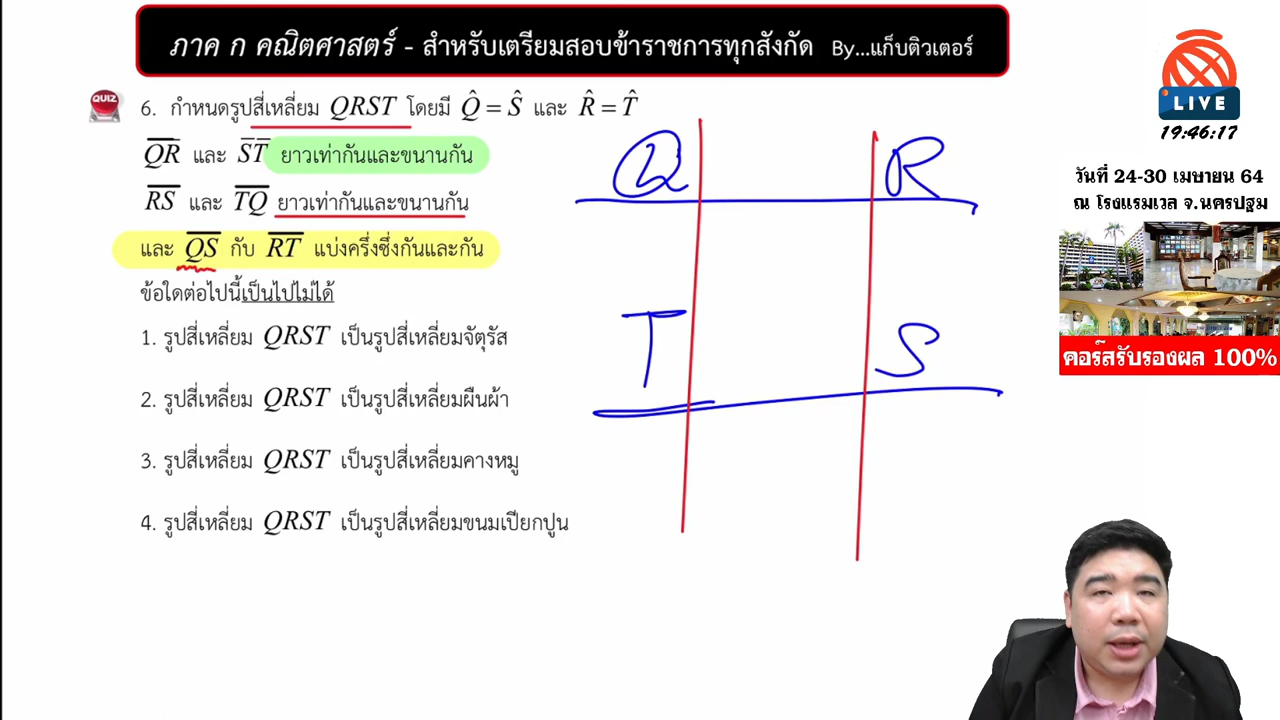 ภาค ก คณิตศาสตร์ - สำหรับเตรียมสอบข้าราชการทุกสังกัด By...แก็บติวเตอร์
LIVE
19:46:17
QUIZ
6. กำหนดรูปสี่เหลี่ยม QRST โดยมี Q̂ = Ŝ และ R̂ = T̂
Q̅R̅ และ S̅T̅ ยาวเท่ากันและขนานกัน
R̅S̅ และ T̅Q̅ ยาวเท่ากันและขนานกัน
และ Q̅S̅ กับ R̅T̅ แบ่งครึ่งซึ่งกันและกัน
ข้อใดต่อไปนี้เป็นไปไม่ได้
1. รูปสี่เหลี่ยม QRST เป็นรูปสี่เหลี่ยมจัตุรัส
2. รูปสี่เหลี่ยม QRST เป็นรูปสี่เหลี่ยมผืนผ้า
3. รูปสี่เหลี่ยม QRST เป็นรูปสี่เหลี่ยมคางหมู
4. รูปสี่เหลี่ยม QRST เป็นรูปสี่เหลี่ยมขนมเปียกปูน
Q R
T S
วันที่ 24-30 เมษายน 64
ณ โรงแรมเวล จ.นครปฐม
คอร์สรับรองผล 100%